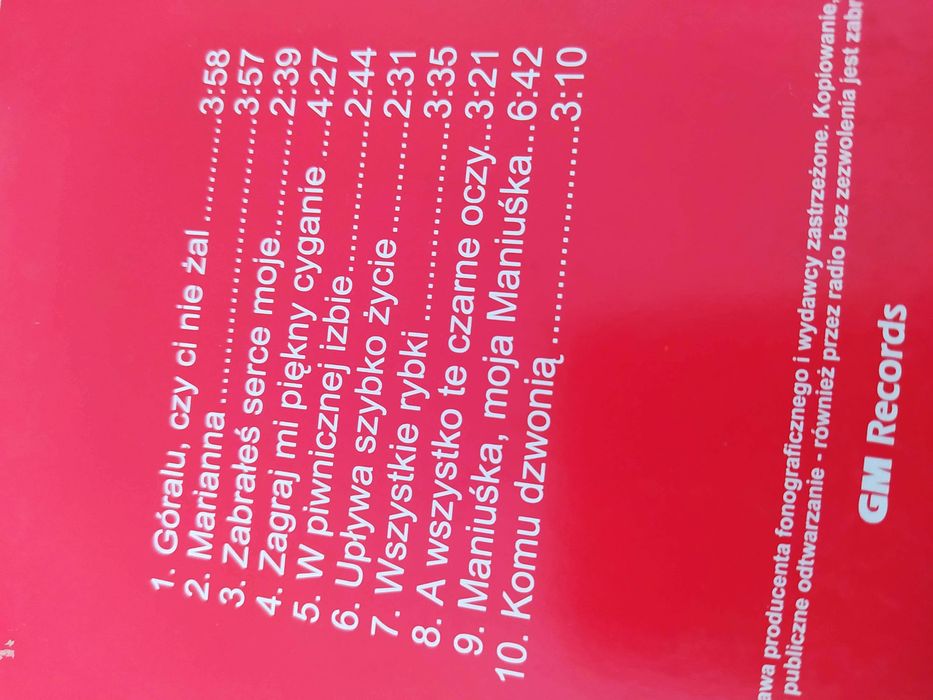 1. Góralu, czy ci nie żal ..........3:58
2. Marianna ...........................3:57
3. Zabrałeś serce moje...........2:39
4. Zagraj mi piękny cyganie ....4:27
5. W piwnicznej izbie...............2:44
6. Upływa szybko życie ..........2:31
7. Wszystkie rybki ..................3:35
8. A wszystko te czarne oczy...3:21
9. Maniuśka, moja Maniuśka...6:42
10. Komu dzwonią ...................3:10
producenta fonograficznego i wydawcy zastrzeżone. Kopiowanie,
publiczne odtwarzanie - również przez radio bez zezwolenia jest
GM Records